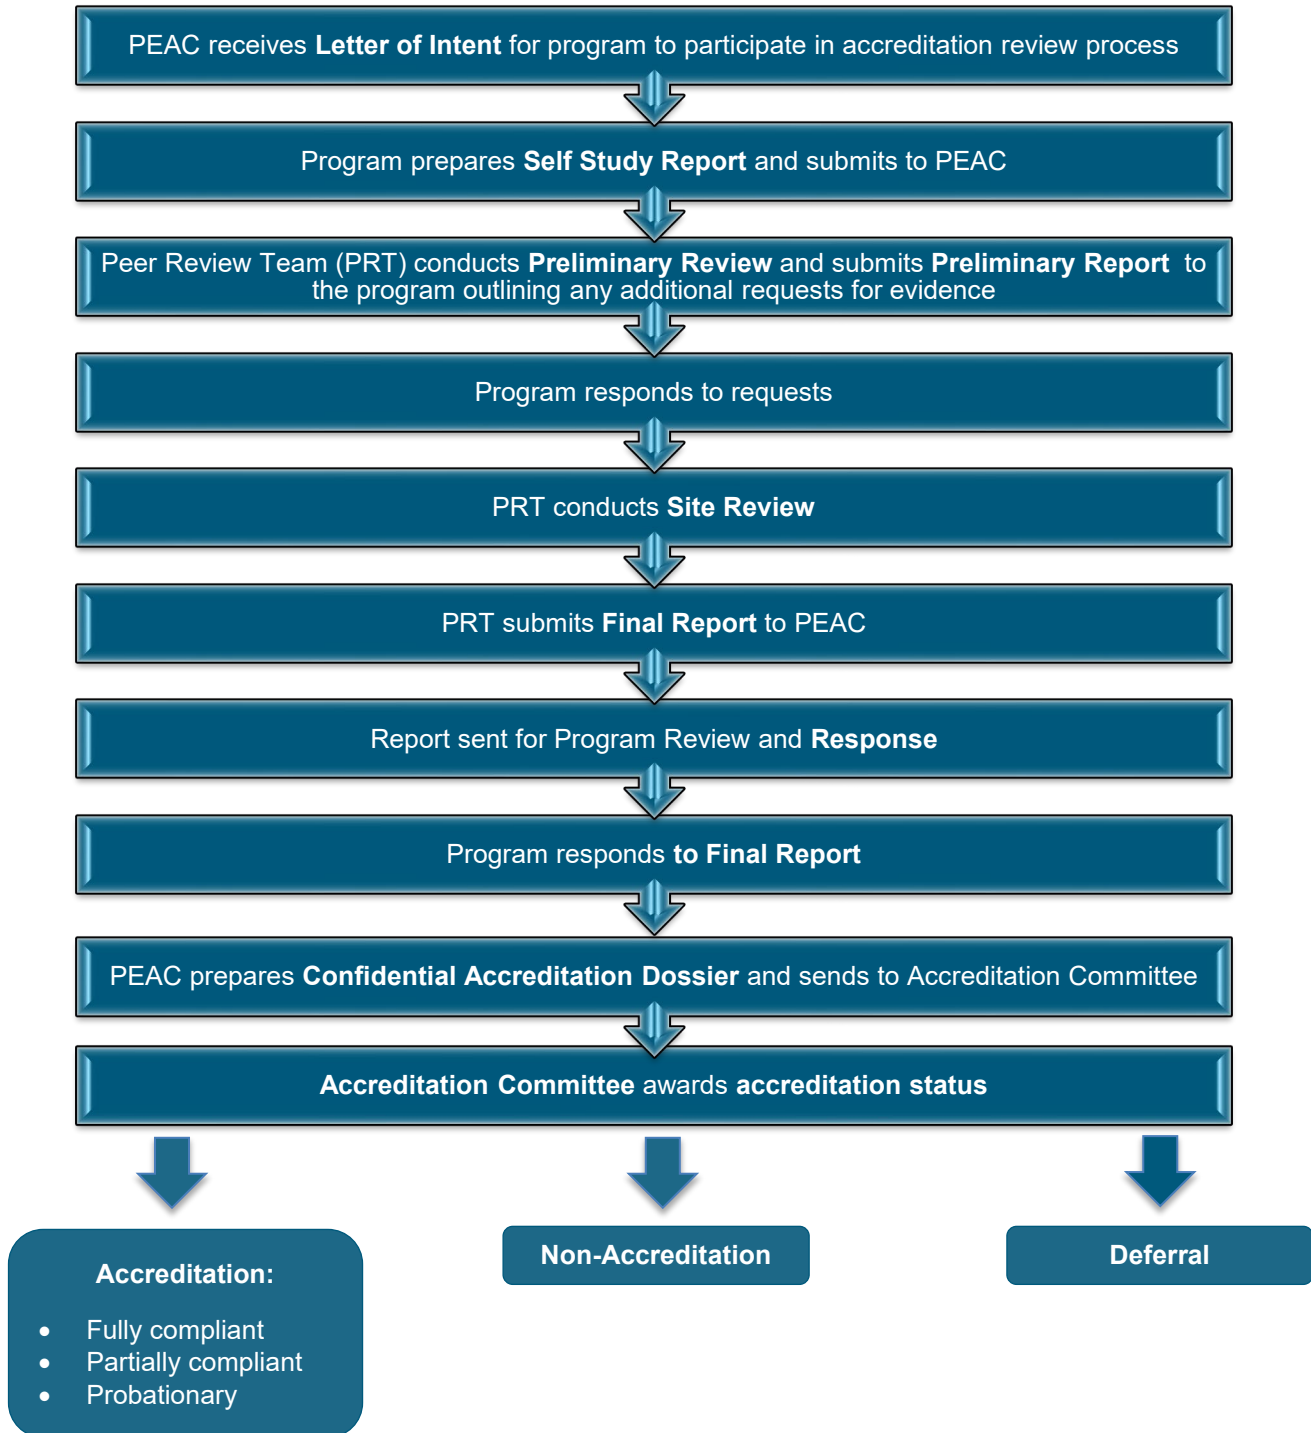 PEAC receives Letter of Intent for program to participate in accreditation review process
Program prepares Self Study Report and submits to PEAC
Peer Review Team (PRT) conducts Preliminary Review and submits Preliminary Report to
the program outlining any additional requests for evidence
Program responds to requests
PRT conducts Site Review
PRT submits Final Report to PEAC
Report sent for Program Review and Response
Program responds to Final Report
PEAC prepares Confidential Accreditation Dossier and sends to Accreditation Committee
Accreditation Committee awards accreditation status
Accreditation:
• Fully compliant
• Partially compliant
• Probationary
Non-Accreditation
Deferral